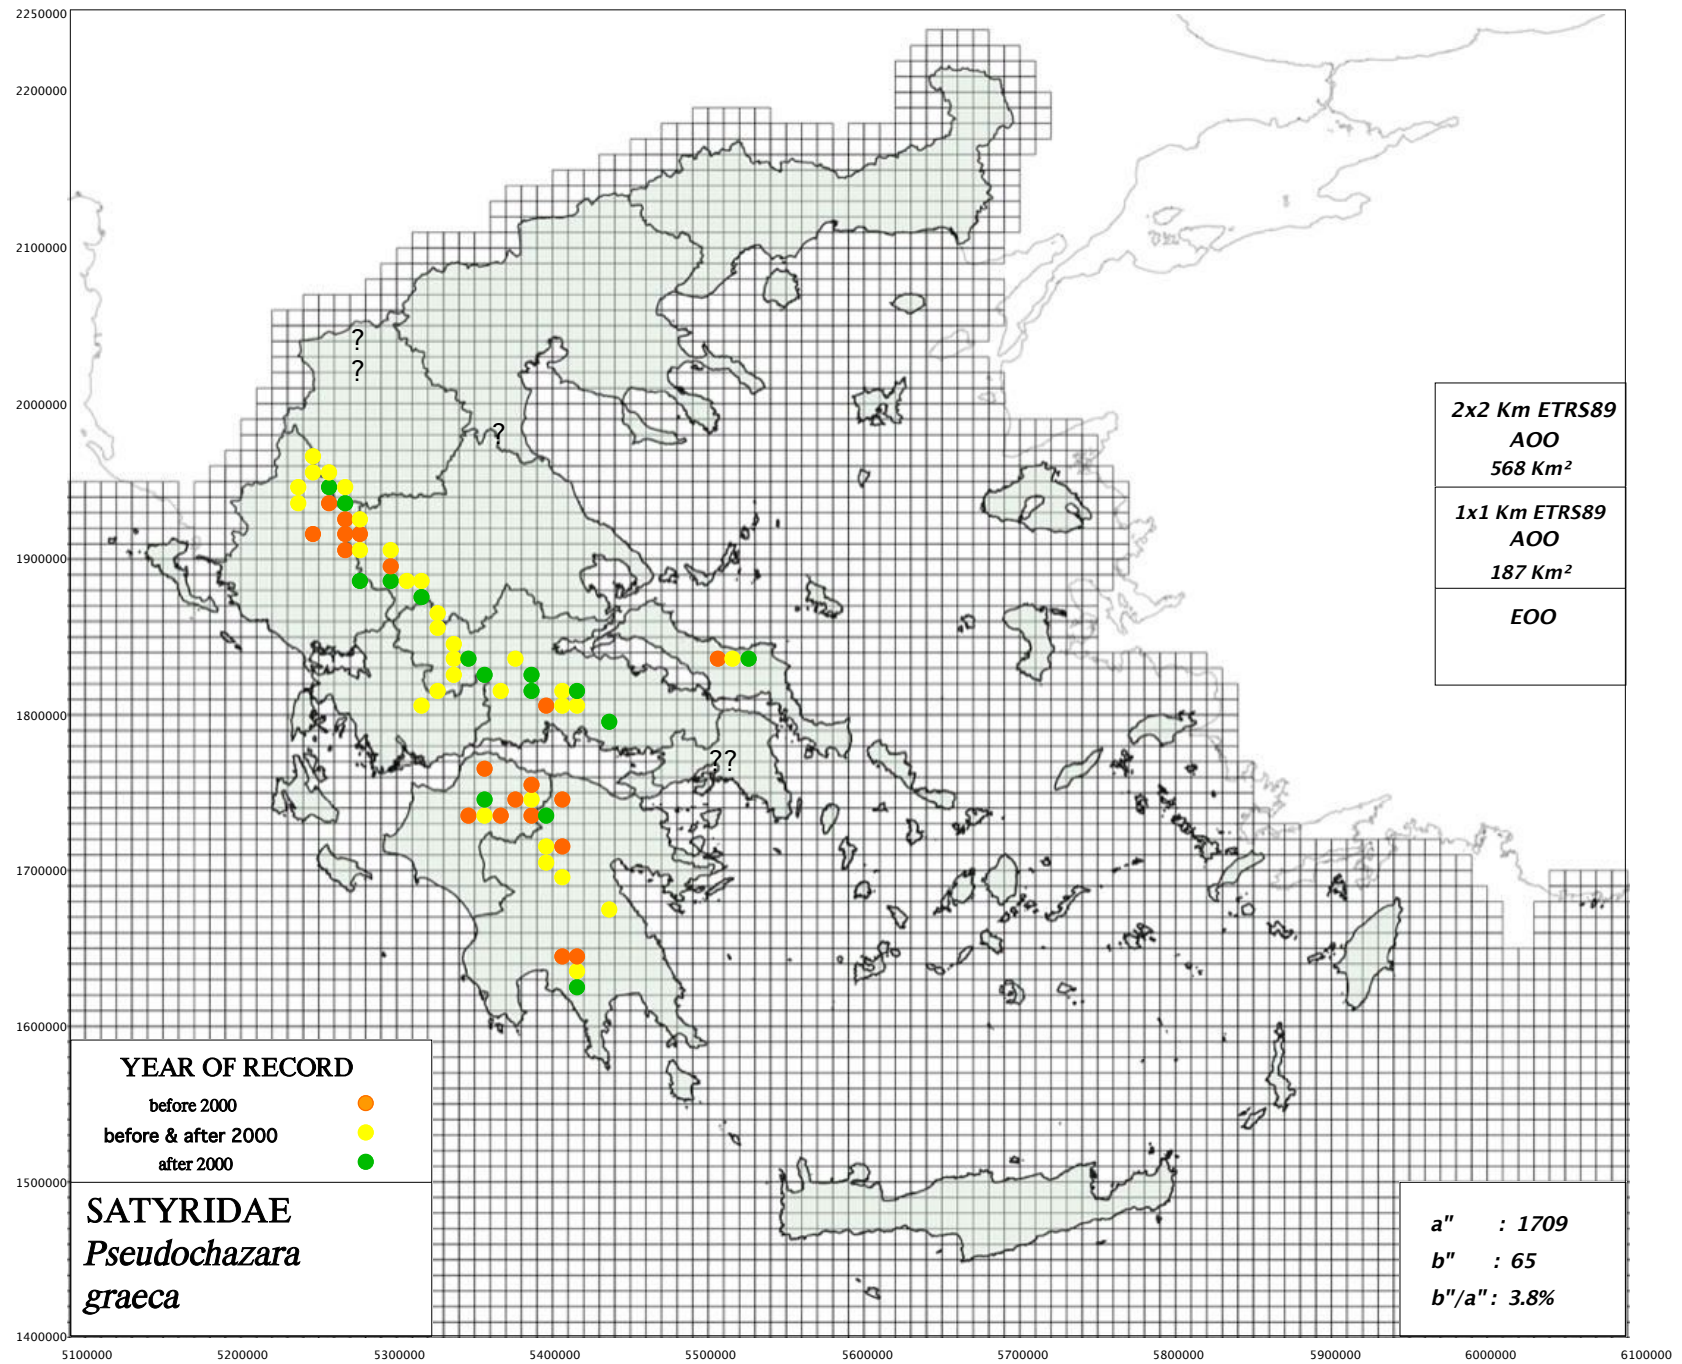 2250000
2200000
2100000
2000000
1900000
1800000
1700000
1600000
1500000
1400000
?
?
?
??
2x2 Km ETRS89
AOO
568 Km²
1x1 Km ETRS89
AOO
187 Km²
EOO
YEAR OF RECORD
before 2000
before & after 2000
after 2000
SATYRIDAE
Pseudochazara
graeca
a" : 1709
b" : 65
b"/a" : 3.8%
5100000 5200000 5300000 5400000 5500000 5600000 5700000 5800000 5900000 6000000 6100000